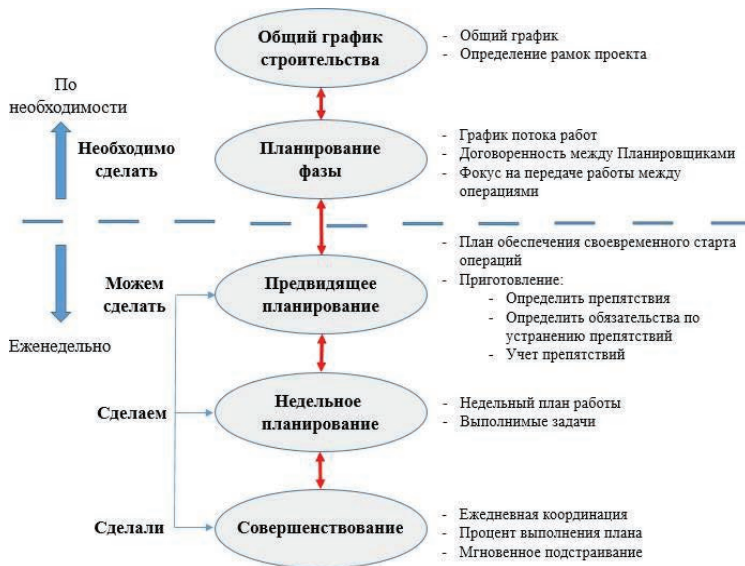 Общий график
строительства
- Общий график
- Определение рамок проекта
По
необходимости
Необходимо
сделать
Планирование
фазы
- График потока работ
- Договоренность между Планировщиками
- Фокус на передаче работы между
операциями
Можем
сделать
Предвидящее
планирование
- План обеспечения своевременного старта
операций
- Приготовление:
- Определить препятствия
- Определить обязательства по
устранению препятствий
- Учет препятствий
Еженедельно
Сделаем
Недельное
планирование
- Недельный план работы
- Выполнимые задачи
Сделали
Совершенствование
- Ежедневная координация
- Процент выполнения плана
- Мгновенное подстраивание